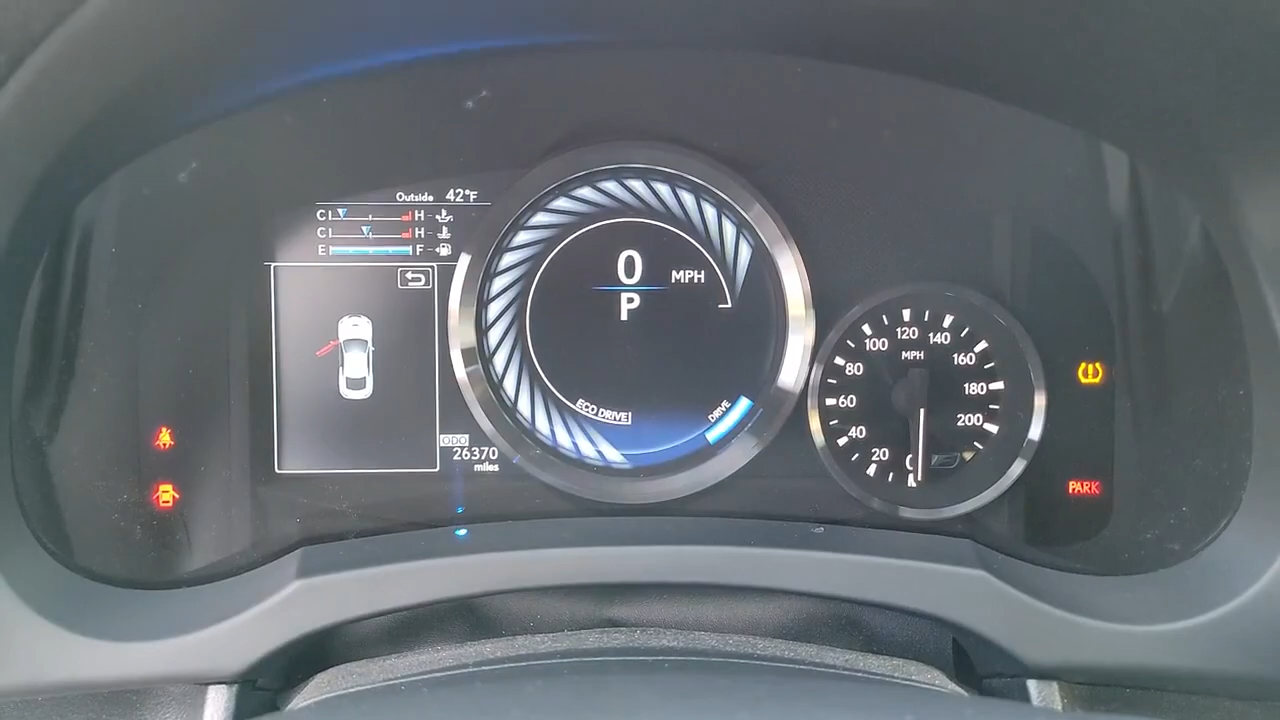 Outside 42°F
C H
C H
E F
0 MPH
P
ECO DRIVE
DRIVE
ODO
26370
miles
MPH
0
20
40
60
80
100
120
140
160
180
200
PARK